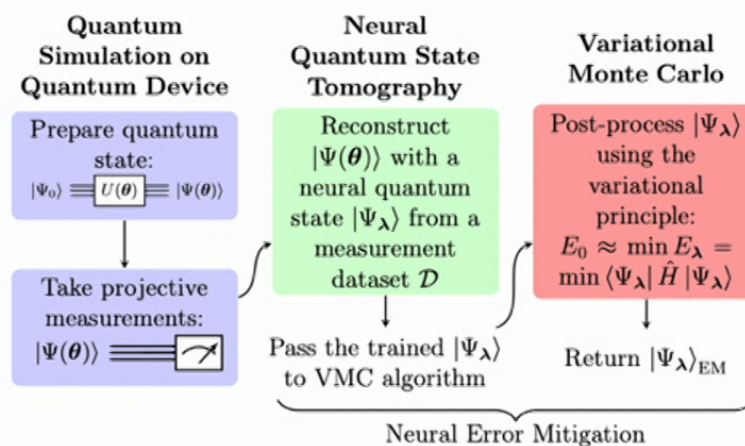 Quantum
Simulation on
Quantum Device
Prepare quantum
state:
|Ψ₀⟩ U(θ) |Ψ(θ)⟩
Take projective
measurements:
|Ψ(θ)⟩
Neural
Quantum State
Tomography
Reconstruct
|Ψ(θ)⟩ with a
neural quantum
state |Ψ_λ⟩ from a
measurement
dataset 𝒟
Pass the trained |Ψ_λ⟩
to VMC algorithm
Variational
Monte Carlo
Post-process |Ψ_λ⟩
using the
variational
principle:
E₀ ≈ min E_λ =
min ⟨Ψ_λ| Ĥ |Ψ_λ⟩
Return |Ψ_λ⟩_EM
Neural Error Mitigation